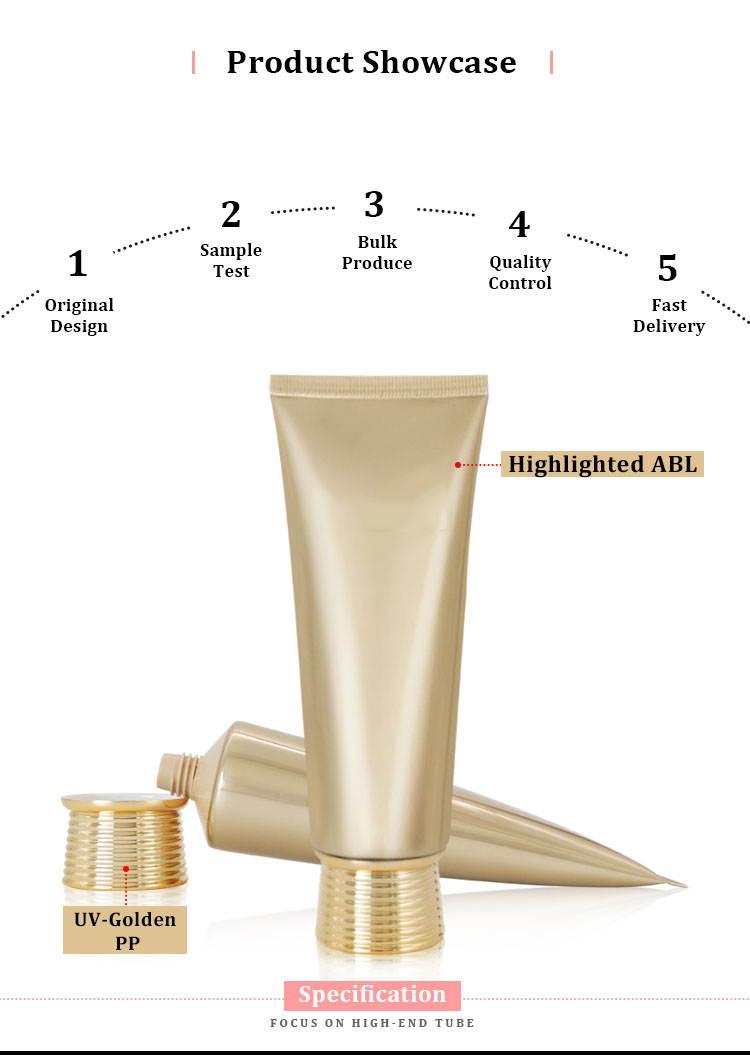 Product Showcase
1
Original
Design
2
Sample
Test
3
Bulk
Produce
4
Quality
Control
5
Fast
Delivery
Highlighted ABL
UV-Golden
PP
Specification
FOCUS ON HIGH-END TUBE